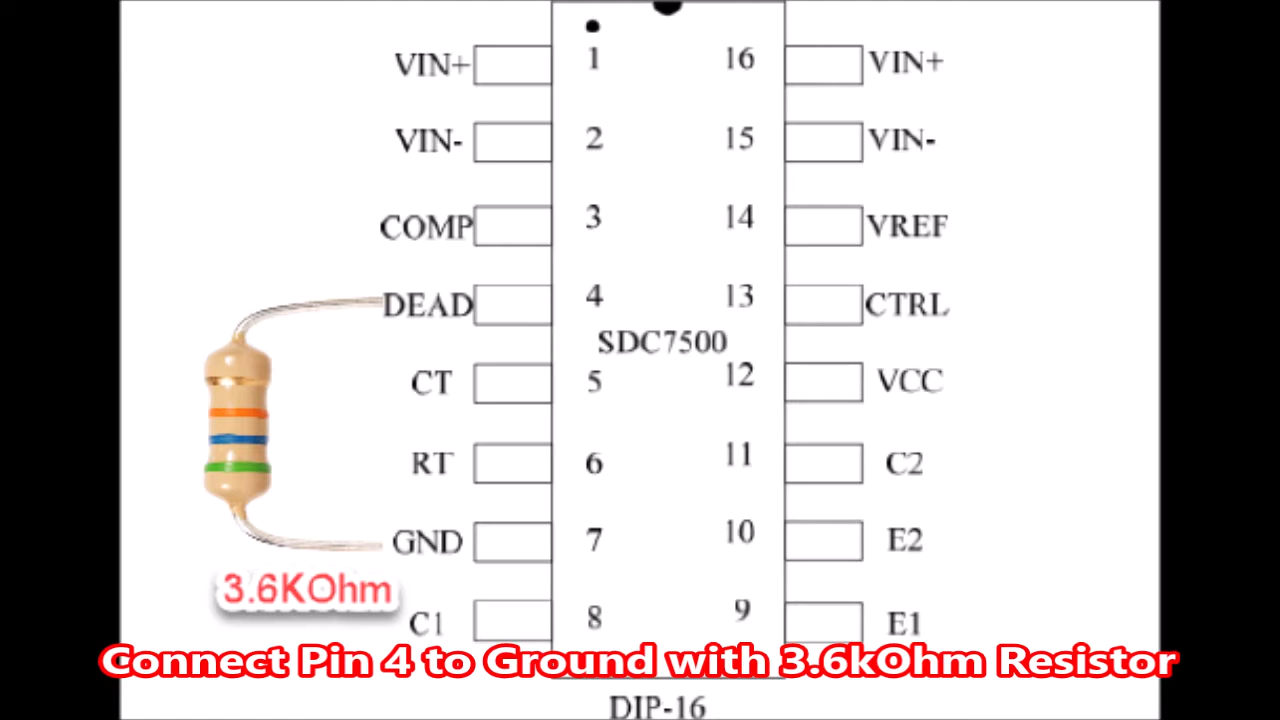 VIN+ 1 16 VIN+
VIN- 2 15 VIN-
COMP 3 14 VREF
DEAD 4 13 CTRL
SDC7500
CT 5 12 VCC
RT 6 11 C2
GND 7 10 E2
3.6KOhm
C1 8 9 E1
Connect Pin 4 to Ground with 3.6kOhm Resistor
DIP-16